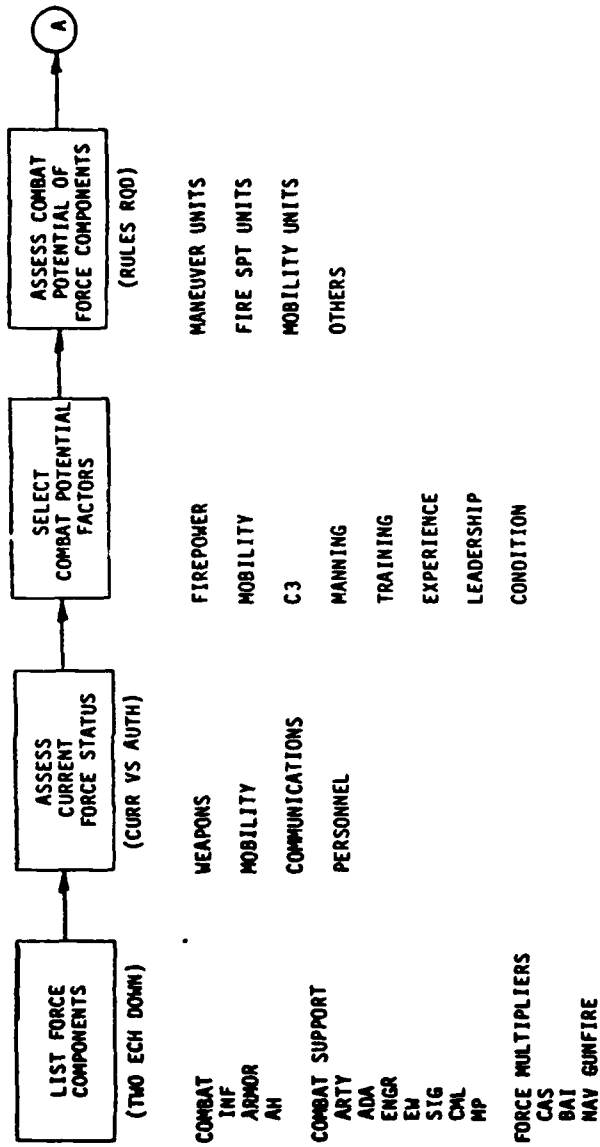 LIST FORCE
COMPONENTS
(TWO ECH DOWN)
COMBAT
INF
ARMOR
AH
COMBAT SUPPORT
ARTY
ADA
ENGR
EW
SIG
CML
MP
FORCE MULTIPLIERS
CAS
BAI
NAV GUNFIRE
ASSESS
CURRENT
FORCE STATUS
(CURR VS AUTH)
WEAPONS
MOBILITY
COMMUNICATIONS
PERSONNEL
SELECT
COMBAT POTENTIAL
FACTORS
FIREPOWER
MOBILITY
C3
MANNING
TRAINING
EXPERIENCE
LEADERSHIP
CONDITION
ASSESS COMBAT
POTENTIAL OF
FORCE COMPONENTS
(RULES RQD)
MANEUVER UNITS
FIRE SPT UNITS
MOBILITY UNITS
OTHERS
A